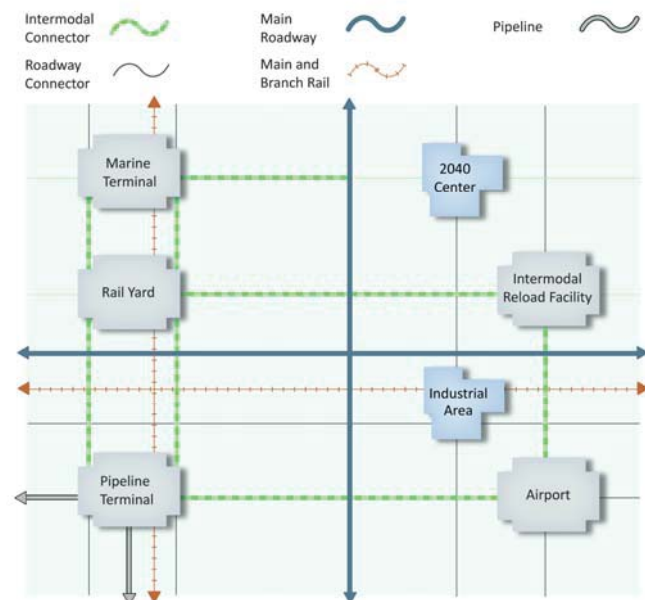 Intermodal
Connector
Main
Roadway
Pipeline
Roadway
Connector
Main and
Branch Rail
Marine
Terminal
2040
Center
Rail Yard
Intermodal
Reload Facility
Industrial
Area
Pipeline
Terminal
Airport